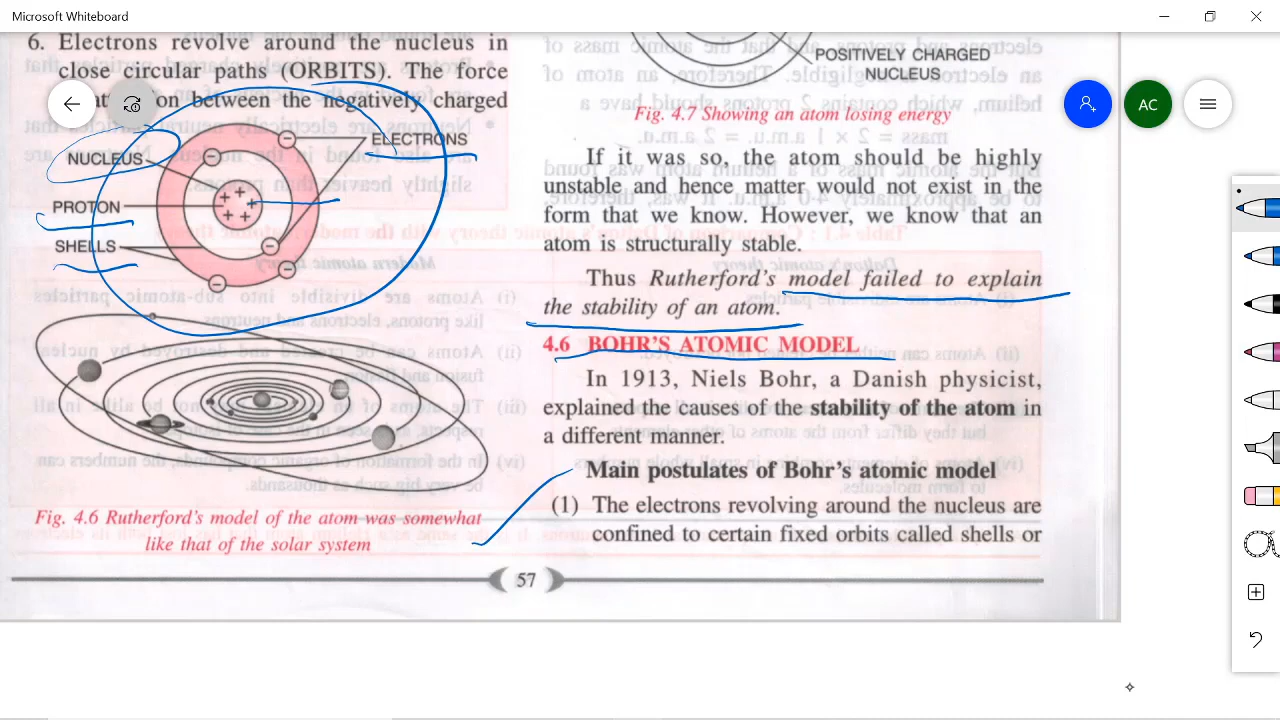 Microsoft Whiteboard
6. Electrons revolve around the nucleus in
close circular paths (ORBITS). The force
on between the negatively charged
NUCLEUS
ELECTRONS
PROTON
SHELLS
Fig. 4.6 Rutherford's model of the atom was somewhat
like that of the solar system
POSITIVELY CHARGED
NUCLEUS
Fig. 4.7 Showing an atom losing energy
If it was so, the atom should be highly
unstable and hence matter would not exist in the
form that we know. However, we know that an
atom is structurally stable.
Thus Rutherford's model failed to explain
the stability of an atom.
4.6 BOHR'S ATOMIC MODEL
In 1913, Niels Bohr, a Danish physicist,
explained the causes of the stability of the atom in
a different manner.
Main postulates of Bohr's atomic model
(1) The electrons revolving around the nucleus are
confined to certain fixed orbits called shells or
57
AC